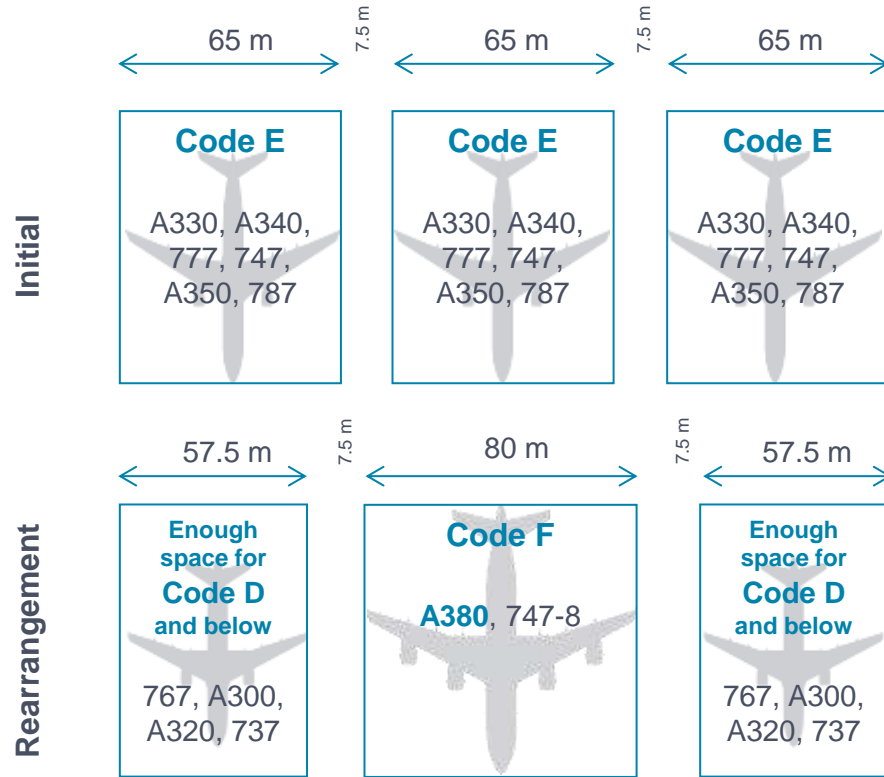 65 m
7.5 m
65 m
7.5 m
65 m
Initial
Code E
A330, A340,
777, 747,
A350, 787
Code E
A330, A340,
777, 747,
A350, 787
Code E
A330, A340,
777, 747,
A350, 787
57.5 m
7.5 m
80 m
7.5 m
57.5 m
Rearrangement
Enough
space for
Code D
and below
767, A300,
A320, 737
Code F
A380, 747-8
Enough
space for
Code D
and below
767, A300,
A320, 737